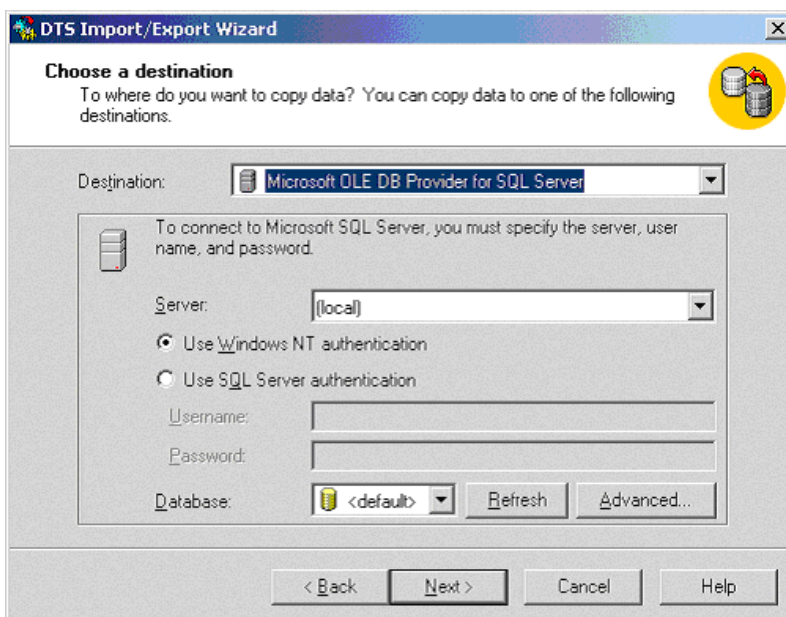 DTS Import/Export Wizard
Choose a destination
To where do you want to copy data? You can copy data to one of the following
destinations.
Destination: Microsoft OLE DB Provider for SQL Server
To connect to Microsoft SQL Server, you must specify the server, user
name, and password.
Server: (local)
Use Windows NT authentication
Use SQL Server authentication
Username:
Password:
Database: <default> Refresh Advanced...
< Back Next > Cancel Help